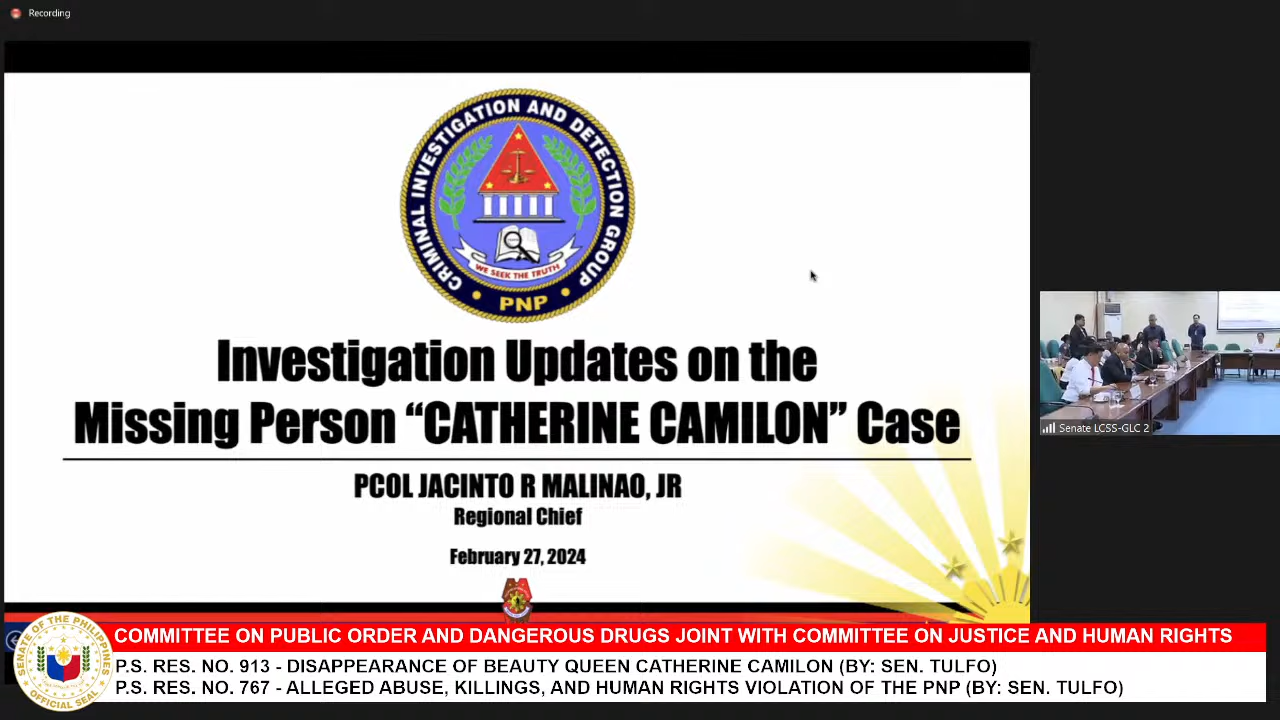 Recording
CRIMINAL INVESTIGATION AND DETECTION GROUP
WE SEEK THE TRUTH
PNP
Investigation Updates on the
Missing Person “CATHERINE CAMILON” Case
PCOL JACINTO R MALINAO, JR
Regional Chief
February 27, 2024
Senate LCSS-GLC 2
SENATE OF THE PHILIPPINES
OFFICIAL SEAL
COMMITTEE ON PUBLIC ORDER AND DANGEROUS DRUGS JOINT WITH COMMITTEE ON JUSTICE AND HUMAN RIGHTS
P.S. RES. NO. 913 - DISAPPEARANCE OF BEAUTY QUEEN CATHERINE CAMILON (BY: SEN. TULFO)
P.S. RES. NO. 767 - ALLEGED ABUSE, KILLINGS, AND HUMAN RIGHTS VIOLATION OF THE PNP (BY: SEN. TULFO)